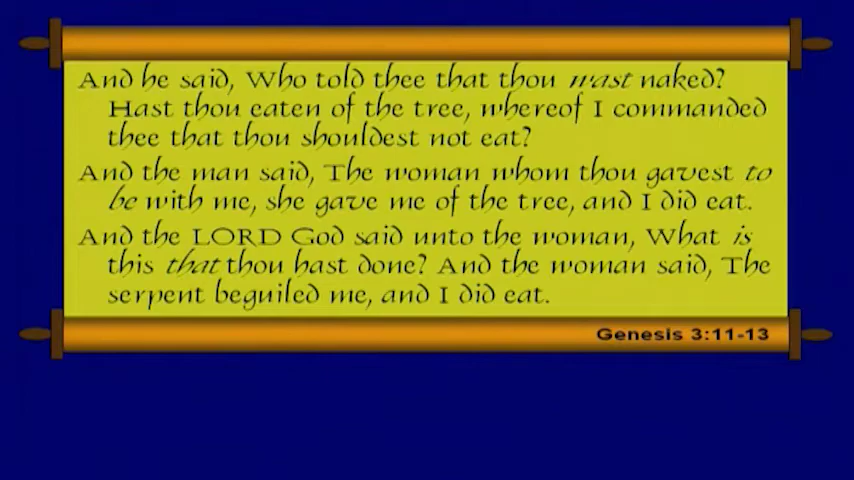 And he said, Who told thee that thou wast naked?
Hast thou eaten of the tree, whereof I commanded
thee that thou shouldest not eat?
And the man said, The woman whom thou gavest to
be with me, she gave me of the tree, and I did eat.
And the LORD God said unto the woman, What is
this that thou hast done? And the woman said, The
serpent beguiled me, and I did eat.
Genesis 3:11-13